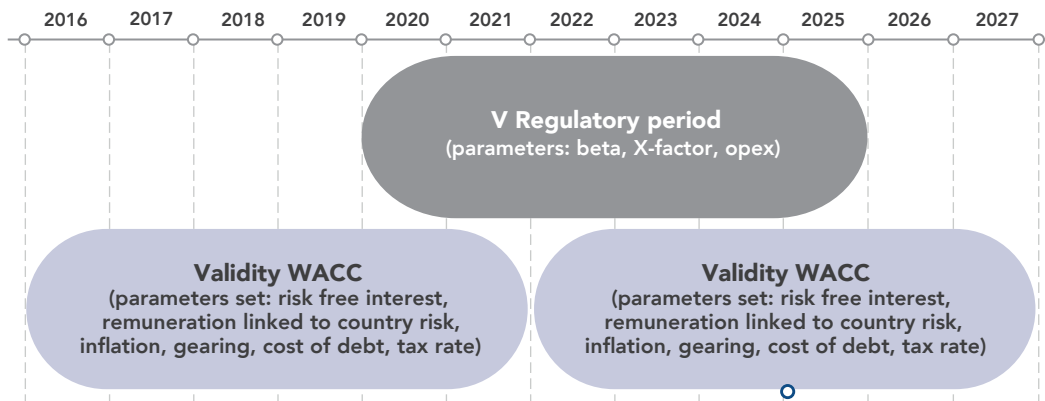 2016 2017 2018 2019 2020 2021 2022 2023 2024 2025 2026 2027
V Regulatory period
(parameters: beta, X-factor, opex)
Validity WACC
(parameters set: risk free interest,
remuneration linked to country risk,
inflation, gearing, cost of debt, tax rate)
Validity WACC
(parameters set: risk free interest,
remuneration linked to country risk,
inflation, gearing, cost of debt, tax rate)